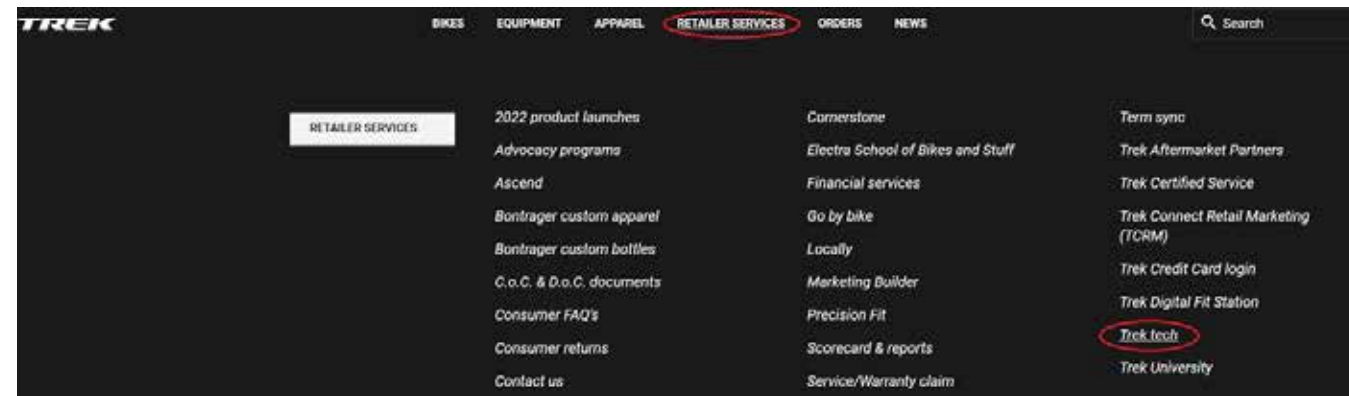 TREK
BIKES EQUIPMENT APPAREL RETAILER SERVICES ORDERS NEWS
Search
RETAILER SERVICES
2022 product launches
Advocacy programs
Ascend
Bontrager custom apparel
Bontrager custom bottles
C.o.C. & D.o.C. documents
Consumer FAQ's
Consumer returns
Contact us
Cornerstone
Electra School of Bikes and Stuff
Financial services
Go by bike
Locally
Marketing Builder
Precision Fit
Scorecard & reports
Service/Warranty claim
Term sync
Trek Aftermarket Partners
Trek Certified Service
Trek Connect Retail Marketing
(TCRM)
Trek Credit Card login
Trek Digital Fit Station
Trek tech
Trek University